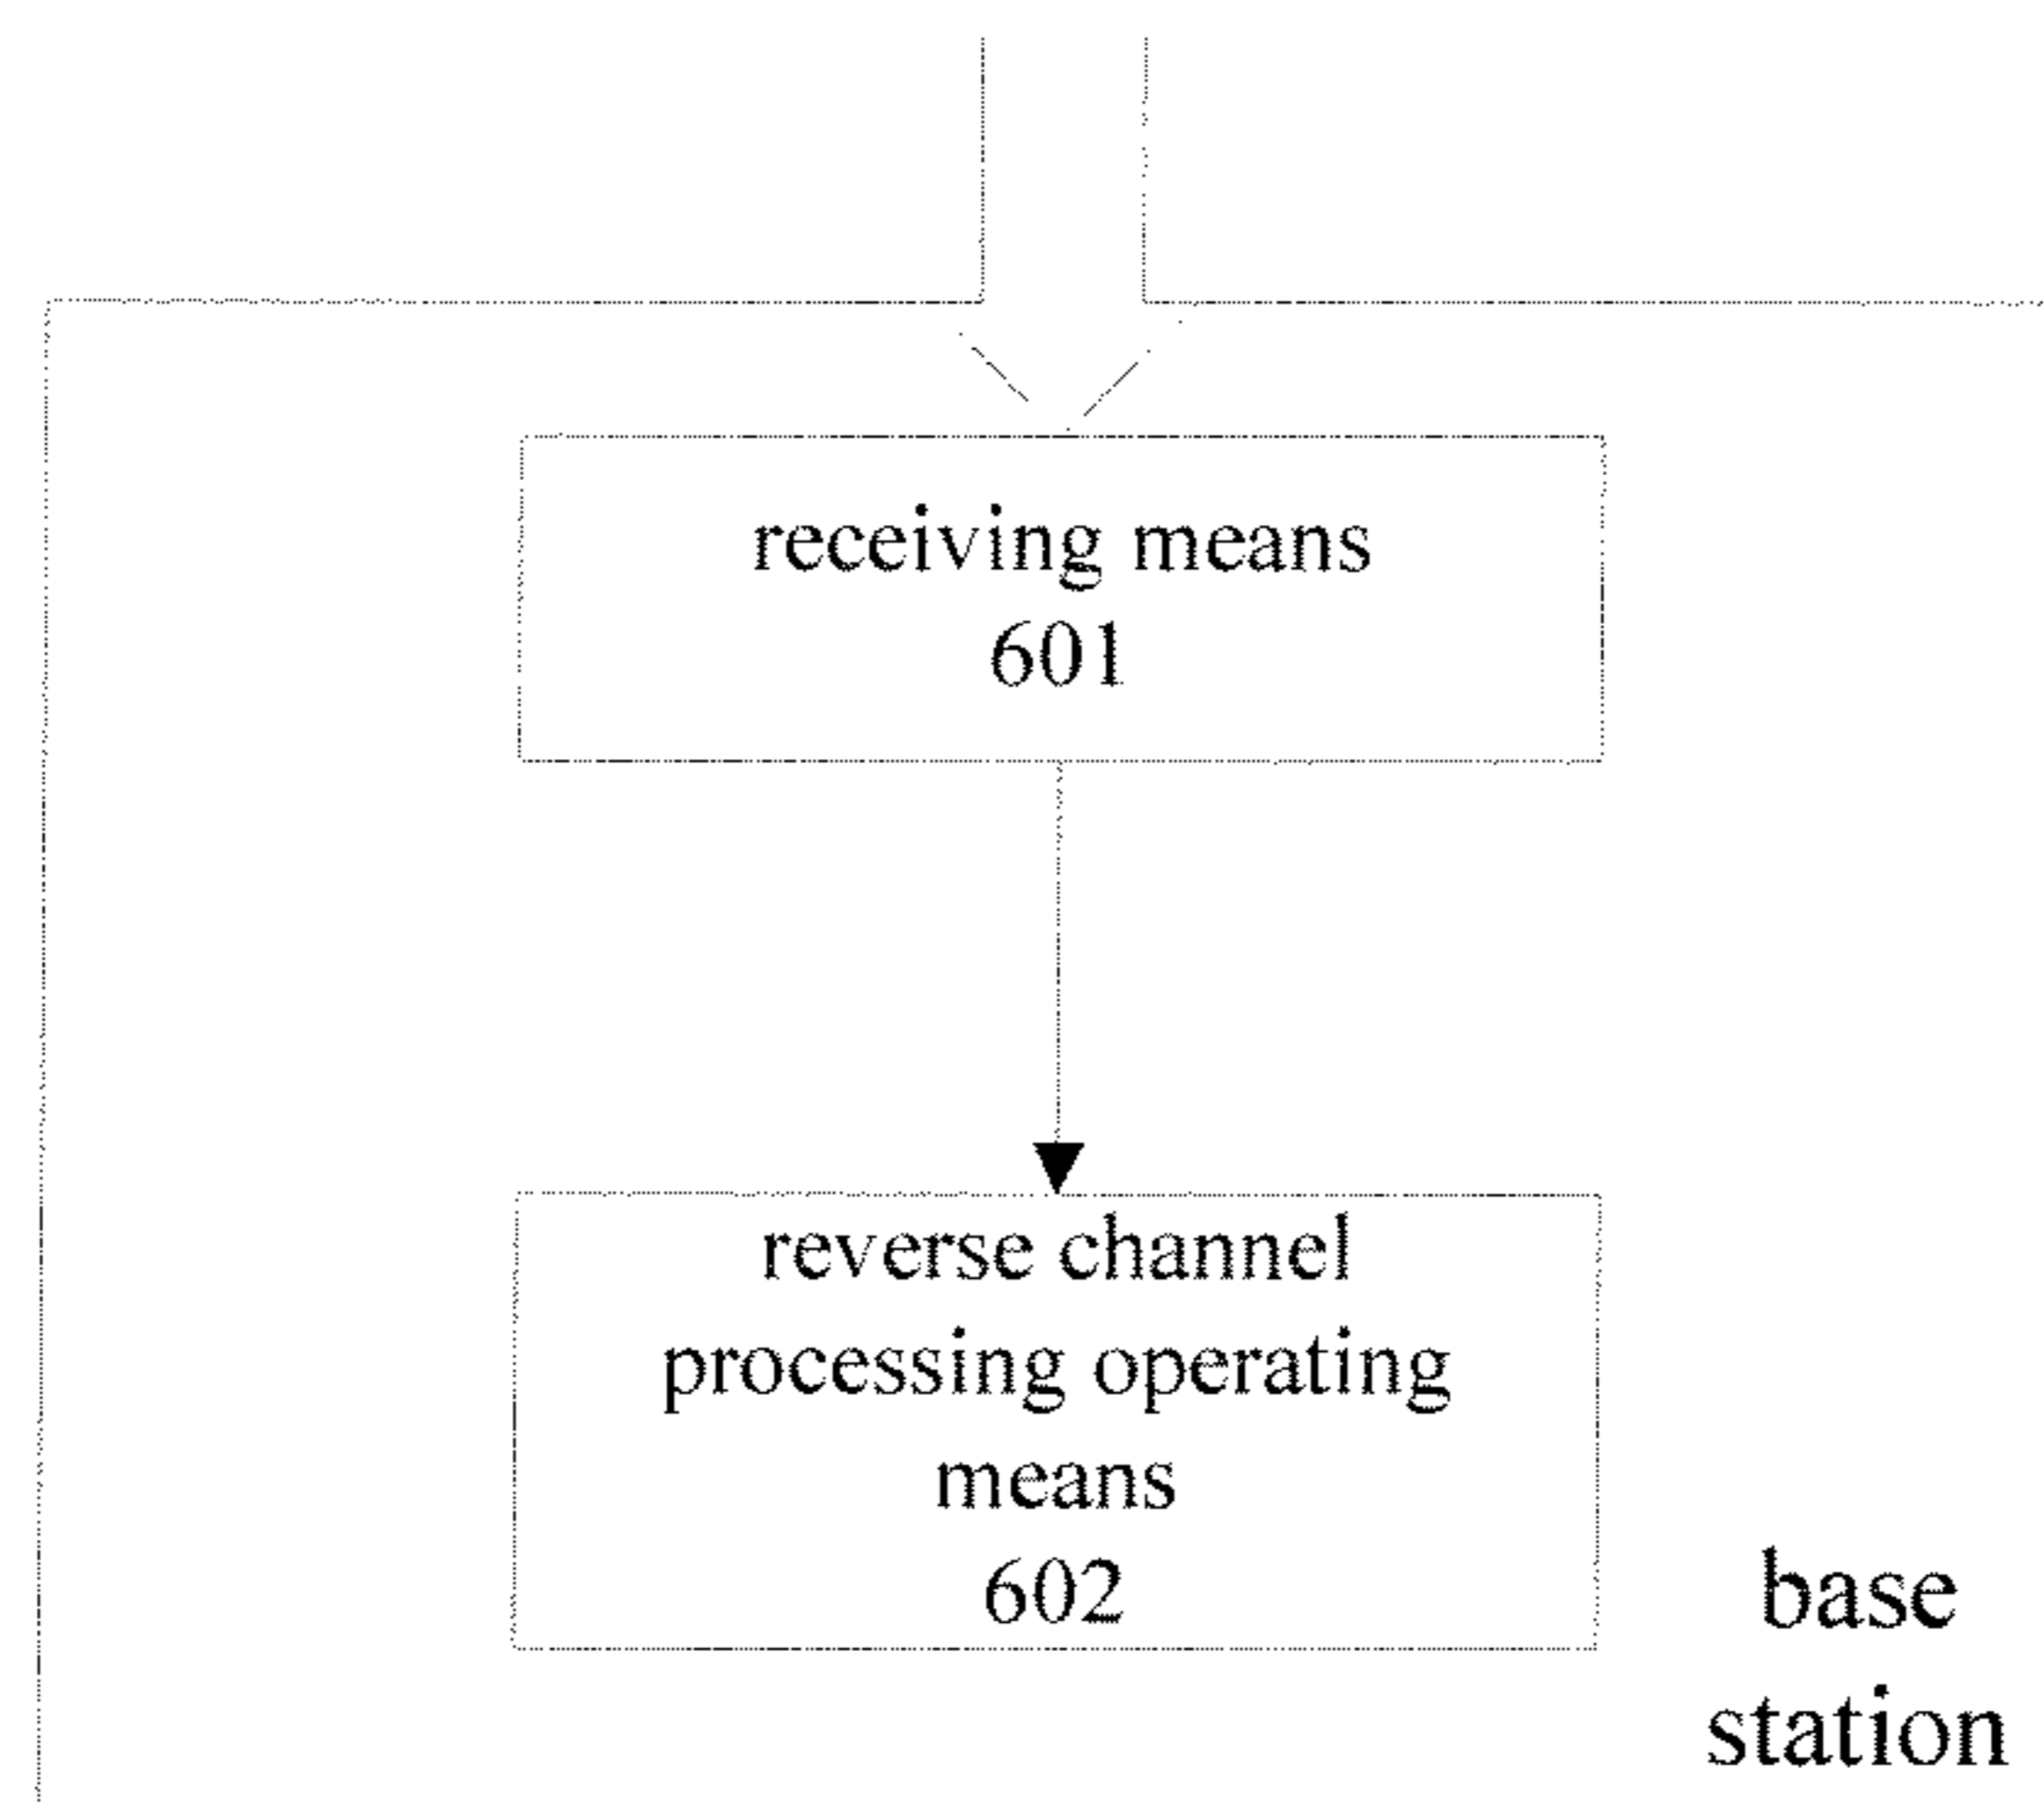 receiving means
601
reverse channel
processing operating
means
602
base
station